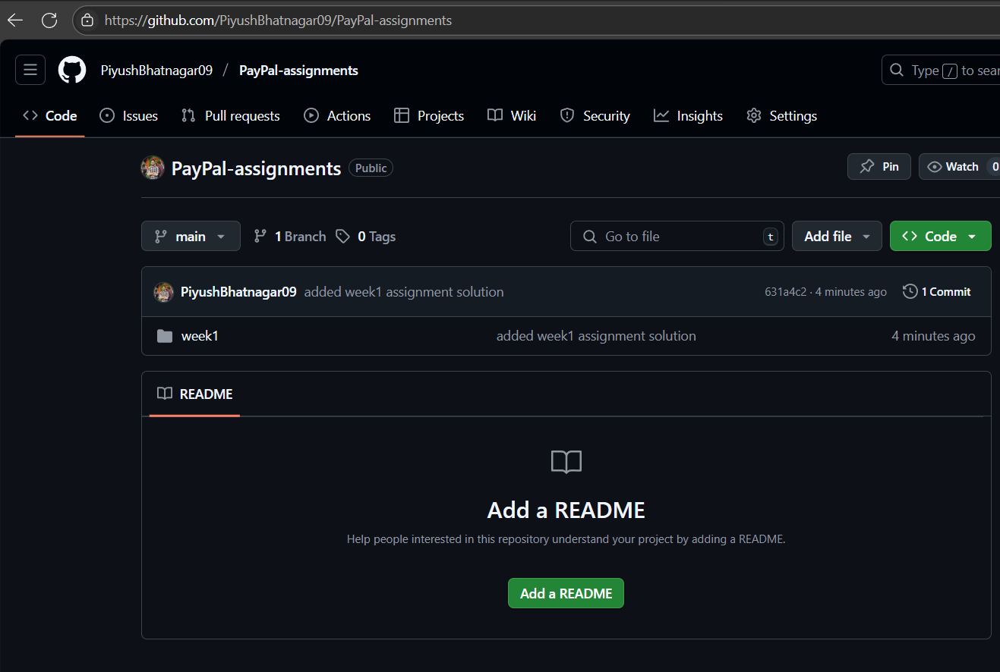 https://github.com/PiyushBhatnagar09/PayPal-assignments
PiyushBhatnagar09 / PayPal-assignments
Type / to sear
Code Issues Pull requests Actions Projects Wiki Security Insights Settings
PayPal-assignments Public
Pin Watch 0
main 1 Branch 0 Tags
Go to file t Add file Code
PiyushBhatnagar09 added week1 assignment solution 631a4c2 · 4 minutes ago 1 Commit
week1 added week1 assignment solution 4 minutes ago
README
Add a README
Help people interested in this repository understand your project by adding a README.
Add a README